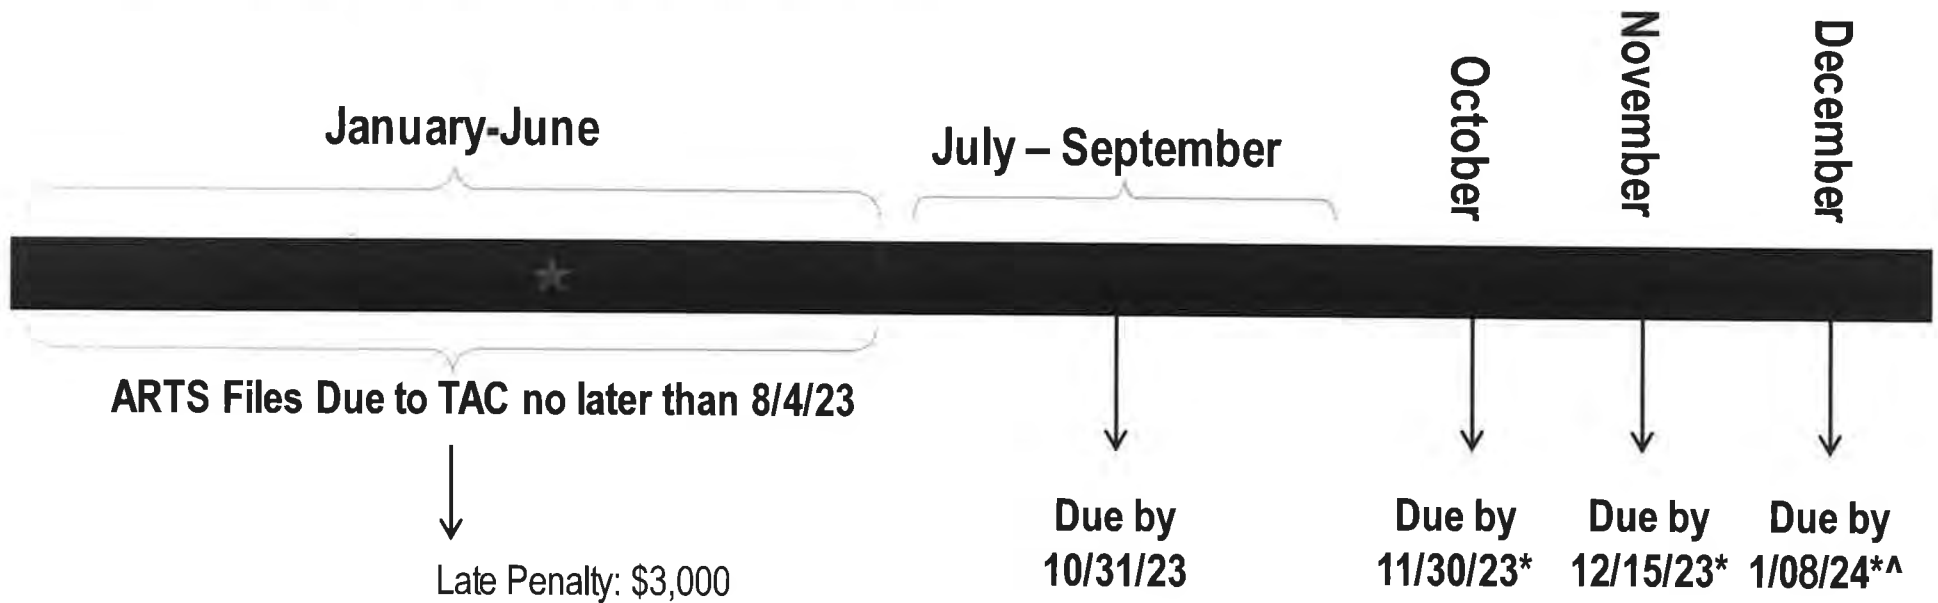 January-June
July – September
October
November
December
ARTS Files Due to TAC no later than 8/4/23
Late Penalty: $3,000
Due by
10/31/23
Due by
11/30/23*
Due by
12/15/23*
Due by
1/08/24*^